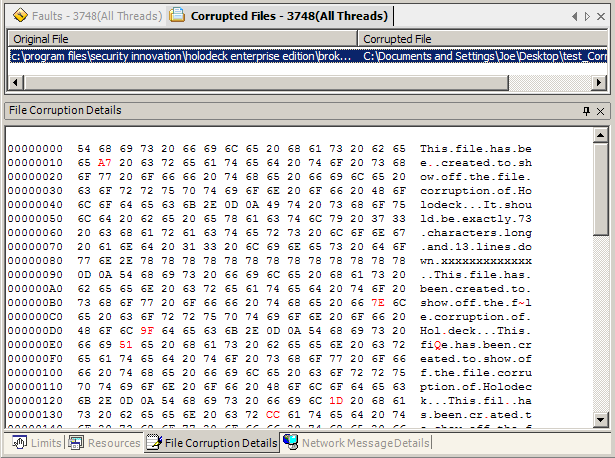 Faults - 3748(All Threads) Corrupted Files - 3748(All Threads)
Original File Corrupted File
c:\program files\security innovation\holodeck enterprise edition\brok... C:\Documents and Settings\Joe\Desktop\test_Corr
File Corruption Details
00000000 54 68 69 73 20 66 69 6C 65 20 68 61 73 20 62 65 This.file.has.be
00000010 65 A7 20 63 72 65 61 74 65 64 20 74 6F 20 73 68 e..created.to.sh
00000020 6F 77 20 6F 66 66 20 74 68 65 20 66 69 6C 65 20 ow.off.the.file.
00000030 63 6F 72 72 75 70 74 69 6F 6E 20 6F 66 20 48 6F corruption.of.Ho
00000040 6C 6F 64 65 63 6B 2E 0D 0A 49 74 20 73 68 6F 75 lodeck...It.shou
00000050 6C 64 20 62 65 20 65 78 61 63 74 6C 79 20 37 33 ld.be.exactly.73
00000060 20 63 68 61 72 61 63 74 65 72 73 20 6C 6F 6E 67 .characters.long
00000070 20 61 6E 64 20 31 33 20 6C 69 6E 65 73 20 64 6F .and.13.lines.do
00000080 77 6E 2E 78 78 78 78 78 78 78 78 78 78 78 78 78 wn.xxxxxxxxxxxxx
00000090 0D 0A 54 68 69 73 20 66 69 6C 65 20 68 61 73 20 ..This.file.has.
000000A0 62 65 65 6E 20 63 72 65 61 74 65 64 20 74 6F 20 been.created.to.
000000B0 73 68 6F 77 20 6F 66 66 20 74 68 65 20 66 7E 6C show.off.the.f~l
000000C0 65 20 63 6F 72 72 75 70 74 69 6F 6E 20 6F 66 20 e.corruption.of.
000000D0 48 6F 6C 9F 64 65 63 6B 2E 0D 0A 54 68 69 73 20 Hol.deck...This.
000000E0 66 69 51 65 20 68 61 73 20 62 65 65 6E 20 63 72 fiQe.has.been.cr
000000F0 65 61 74 65 64 20 74 6F 20 73 68 6F 77 20 6F 66 eated.to.show.of
00000100 66 20 74 68 65 20 66 69 6C 65 20 63 6F 72 72 75 f.the.file.corru
00000110 70 74 69 6F 6E 20 6F 66 20 48 6F 6C 6F 64 65 63 ption.of.Holodec
00000120 6B 2E 0D 0A 54 68 69 73 20 66 69 6C 1D 20 68 61 k...This.fil..ha
00000130 73 20 62 65 65 6E 20 63 72 CC 61 74 65 64 20 74 s.been.cr.ated.t
Limits Resources File Corruption Details Network MessageDetails